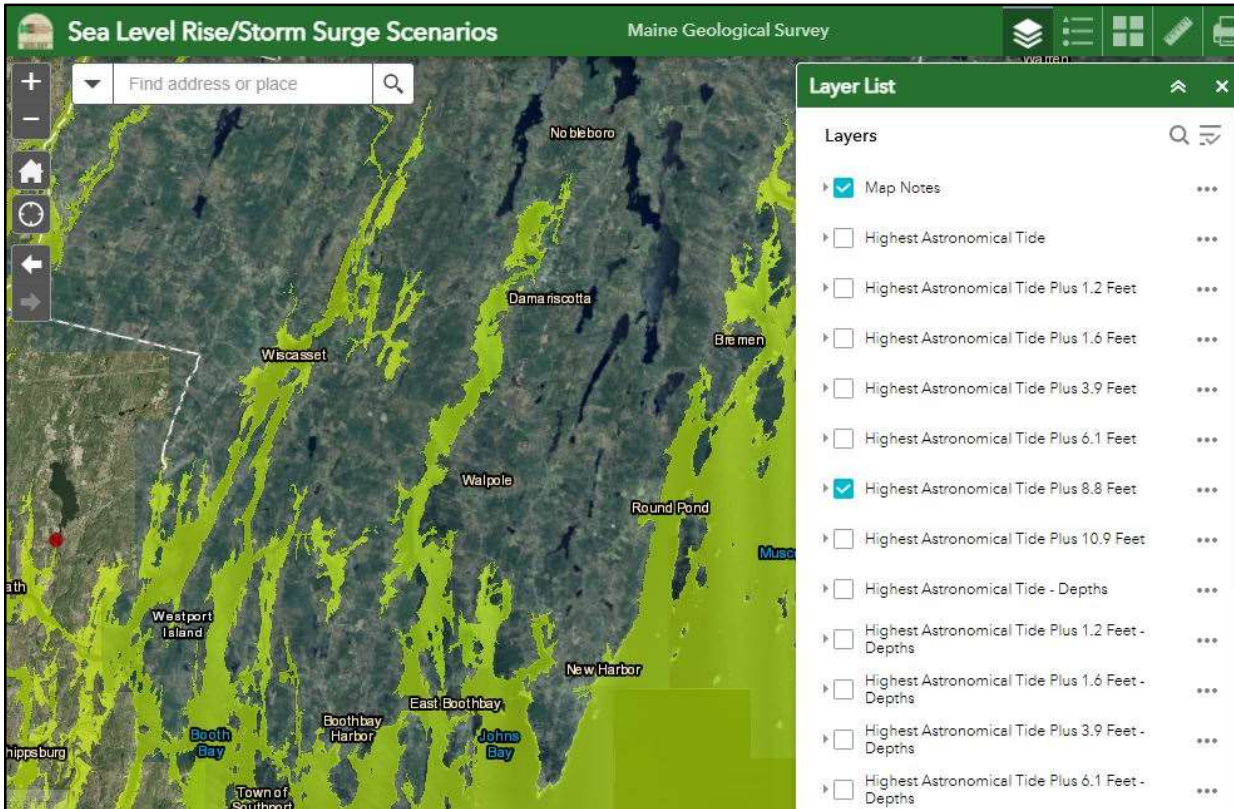 Sea Level Rise/Storm Surge Scenarios
Maine Geological Survey
Warren
Find address or place
Layer List
Layers
Map Notes
Highest Astronomical Tide
Highest Astronomical Tide Plus 1.2 Feet
Highest Astronomical Tide Plus 1.6 Feet
Highest Astronomical Tide Plus 3.9 Feet
Highest Astronomical Tide Plus 6.1 Feet
Highest Astronomical Tide Plus 8.8 Feet
Highest Astronomical Tide Plus 10.9 Feet
Highest Astronomical Tide - Depths
Highest Astronomical Tide Plus 1.2 Feet -
Depths
Highest Astronomical Tide Plus 1.6 Feet -
Depths
Highest Astronomical Tide Plus 3.9 Feet -
Depths
Highest Astronomical Tide Plus 6.1 Feet -
Depths
Nobleboro
Damariscotta
Bremen
Wiscasset
Walpole
Round Pond
Musc
ath
Westport
Island
New Harbor
East Boothbay
Boothbay
Harbor
Booth
Bay
Johns
Bay
hippsburg
Town of
Southport